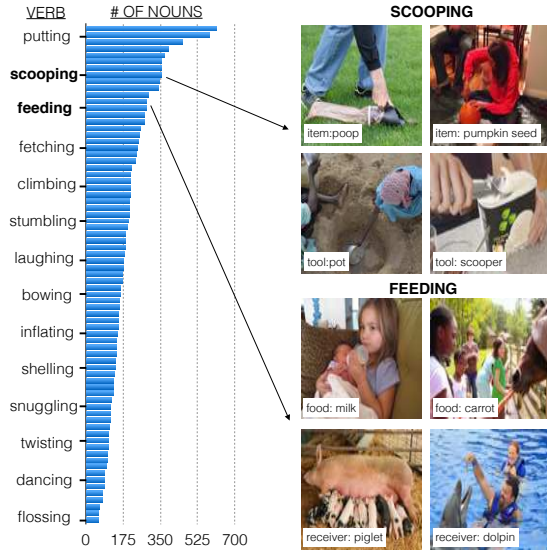 VERB
# OF NOUNS
putting
scooping
feeding
fetching
climbing
stumbling
laughing
bowing
inflating
shelling
snuggling
twisting
dancing
flossing
0 175 350 525 700
SCOOPING
item:poop
item: pumpkin seed
tool:pot
tool: scooper
FEEDING
food: milk
food: carrot
receiver: piglet
receiver: dolpin